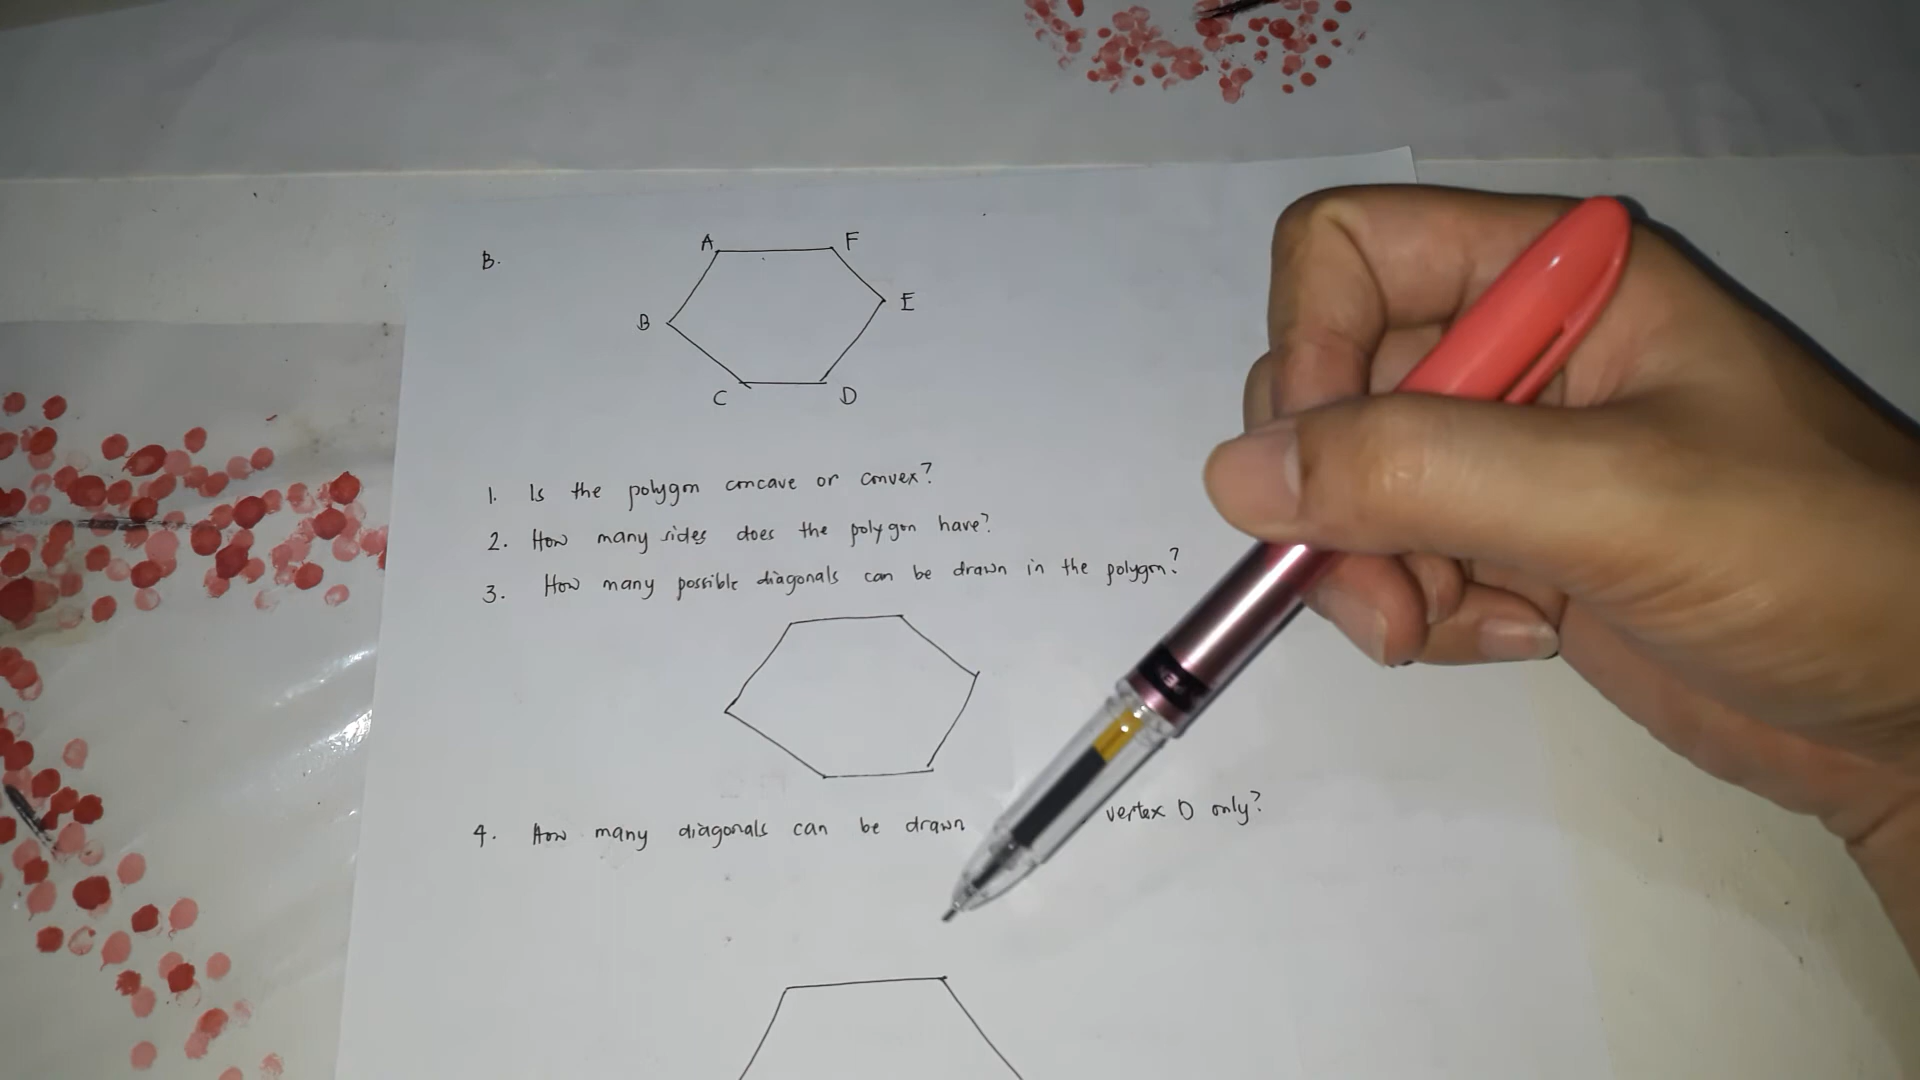 B.
A F
B E
C D
1. Is the polygon concave or convex?
2. How many sides does the polygon have?
3. How many possible diagonals can be drawn in the polygon?
4. How many diagonals can be drawn vertex D only?